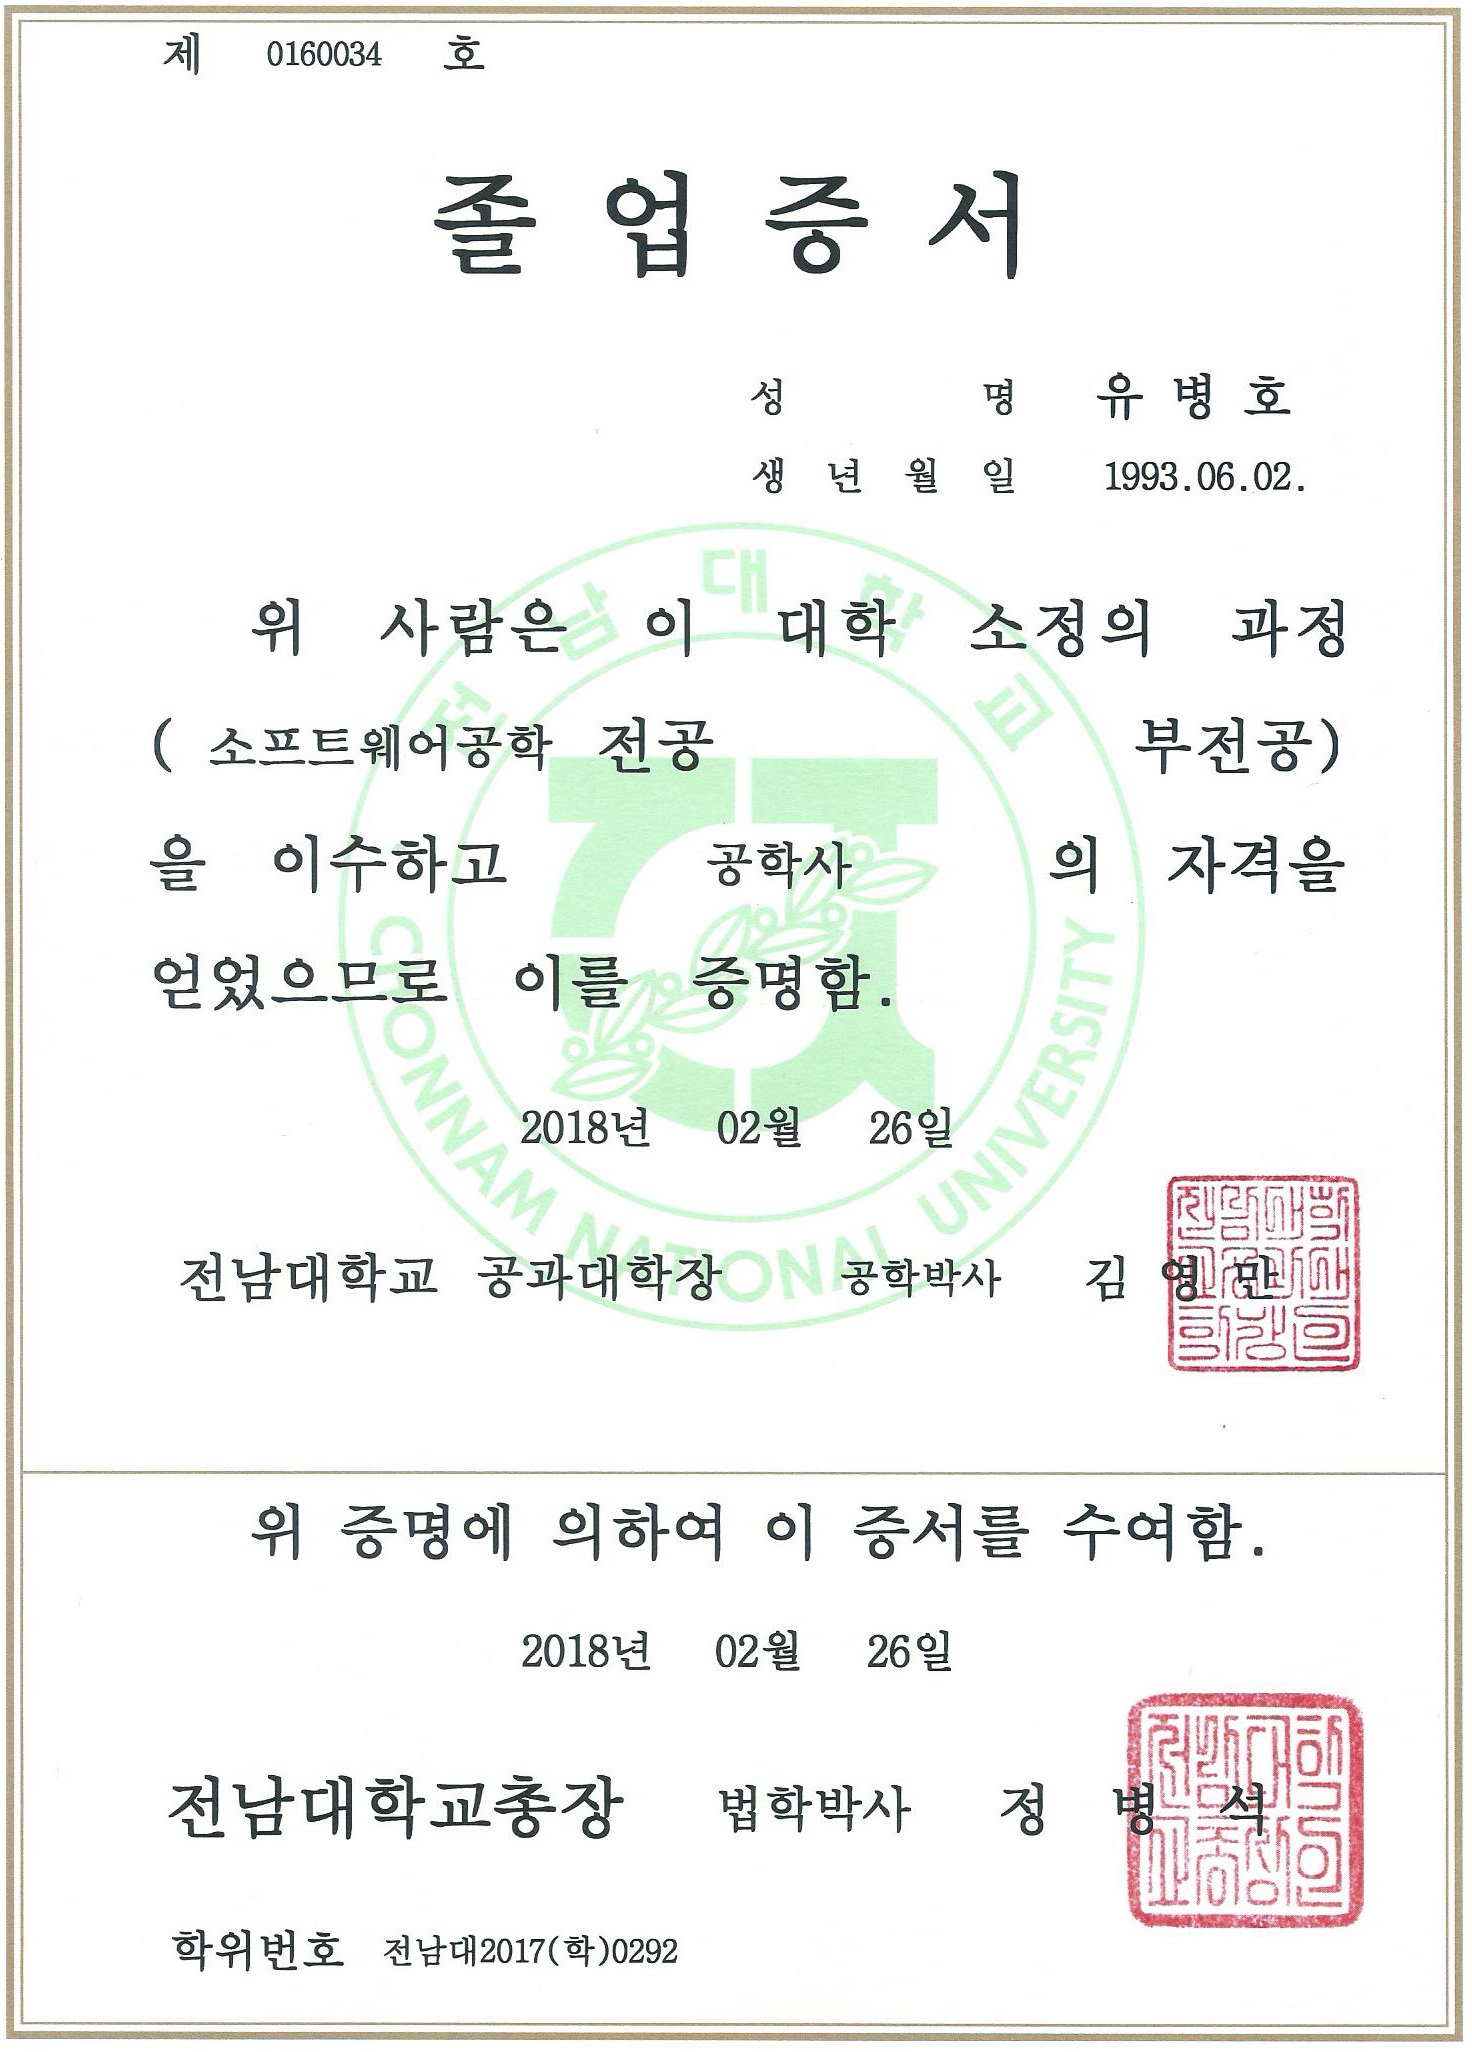 제 0160034 호
졸업증서
성 명 유병호
생년월일 1993.06.02.
위 사람은 이 대학 소정의 과정
( 소프트웨어공학 전공 부전공)
을 이수하고 공학사 의 자격을
얻었으므로 이를 증명함.
2018년 02월 26일
전남대학교 공과대학장 공학박사 김영만
전남대학교
CHONNAM NATIONAL UNIVERSITY
위 증명에 의하여 이 증서를 수여함.
2018년 02월 26일
전남대학교총장 법학박사 정병석
학위번호 전남대2017(학)0292